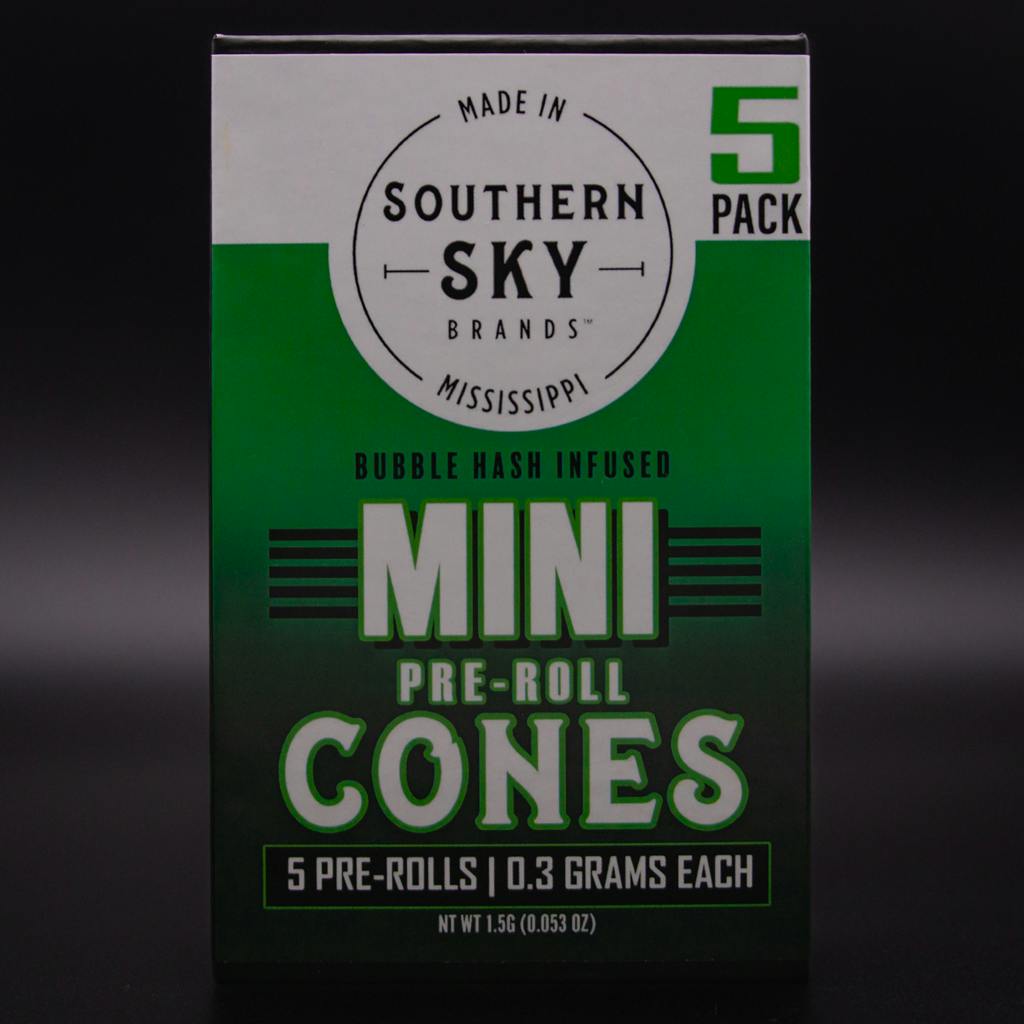 MADE IN
SOUTHERN
SKY
BRANDS™
MISSISSIPPI
5
PACK
BUBBLE HASH INFUSED
MINI
PRE-ROLL
CONES
5 PRE-ROLLS | 0.3 GRAMS EACH
NT WT 1.5G (0.053 OZ)